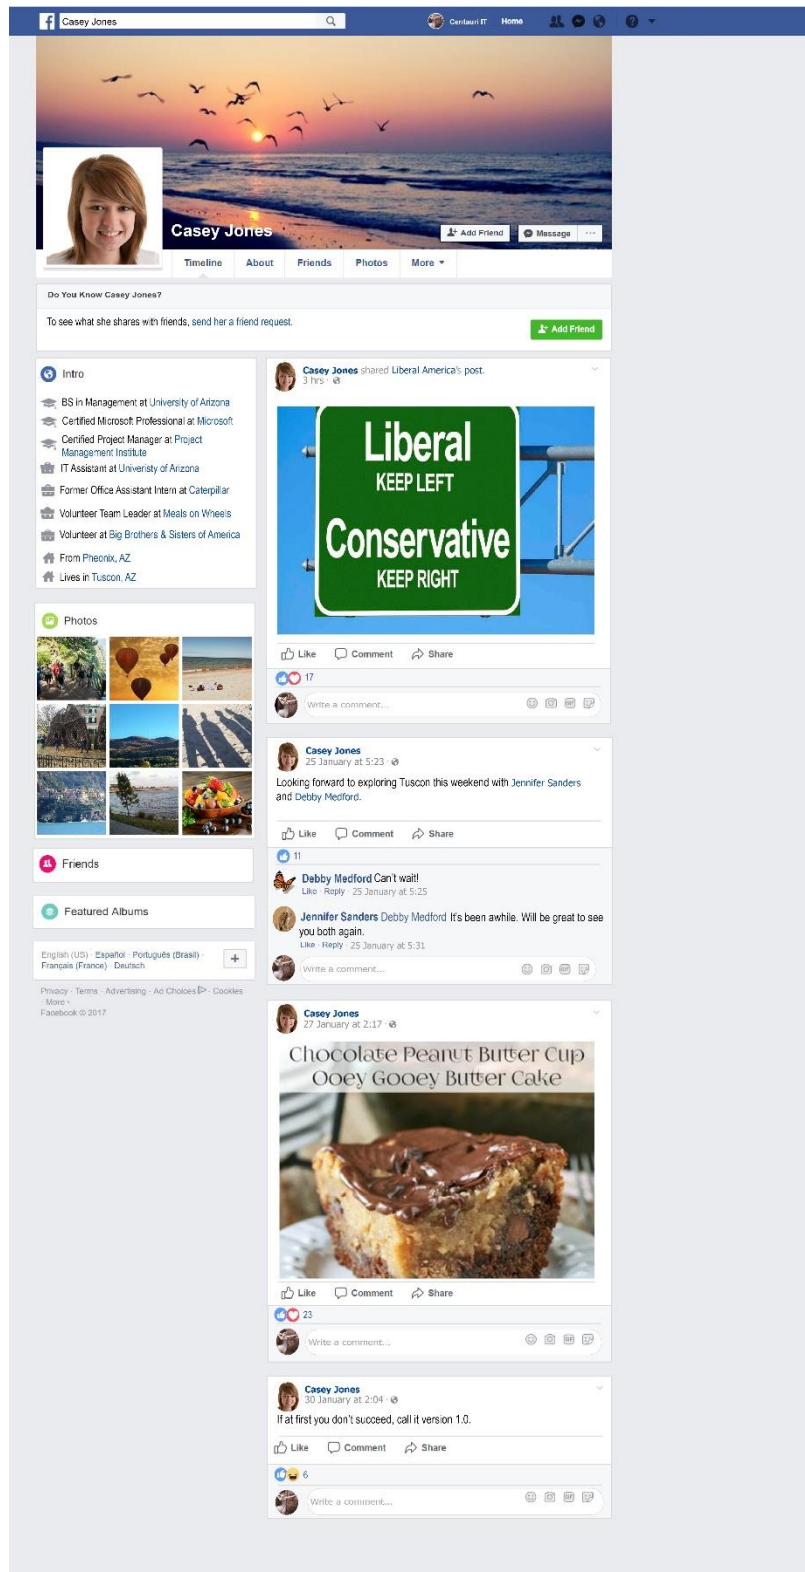 f Casey Jones Centauri IT Home
Casey Jones
Add Friend Message ...
Timeline About Friends Photos More
Do You Know Casey Jones?
To see what she shares with friends, send her a friend request.
Add Friend
Intro
BS in Management at University of Arizona
Certified Microsoft Professional at Microsoft
Certified Project Manager at Project
Management Institute
IT Assistant at Univeristy of Arizona
Former Office Assistant Intern at Caterpillar
Volunteer Team Leader at Meals on Wheels
Volunteer at Big Brothers & Sisters of America
From Pheonix, AZ
Lives in Tuscon, AZ
Photos
Friends
Featured Albums
English (US) · Español · Português (Brasil) ·
Français (France) · Deutsch
+
Privacy · Terms · Advertising · Ad Choices · Cookies
· More ·
Facebook © 2017
Casey Jones shared Liberal America's post.
3 hrs ·
Liberal
KEEP LEFT
Conservative
KEEP RIGHT
Like Comment Share
17
Write a comment...
GIF
Casey Jones
25 January at 5:23 ·
Looking forward to exploring Tuscon this weekend with Jennifer Sanders
and Debby Medford.
Like Comment Share
11
Debby Medford Can't wait!
Like · Reply · 25 January at 5:25
Jennifer Sanders Debby Medford It's been awhile. Will be great to see
you both again.
Like · Reply · 25 January at 5:31
Write a comment...
GIF
Casey Jones
27 January at 2:17 ·
Chocolate Peanut Butter Cup
Ooey Gooey Butter Cake
Like Comment Share
23
Write a comment...
GIF
Casey Jones
30 January at 2:04 ·
If at first you don't succeed, call it version 1.0.
Like Comment Share
6
Write a comment...
GIF